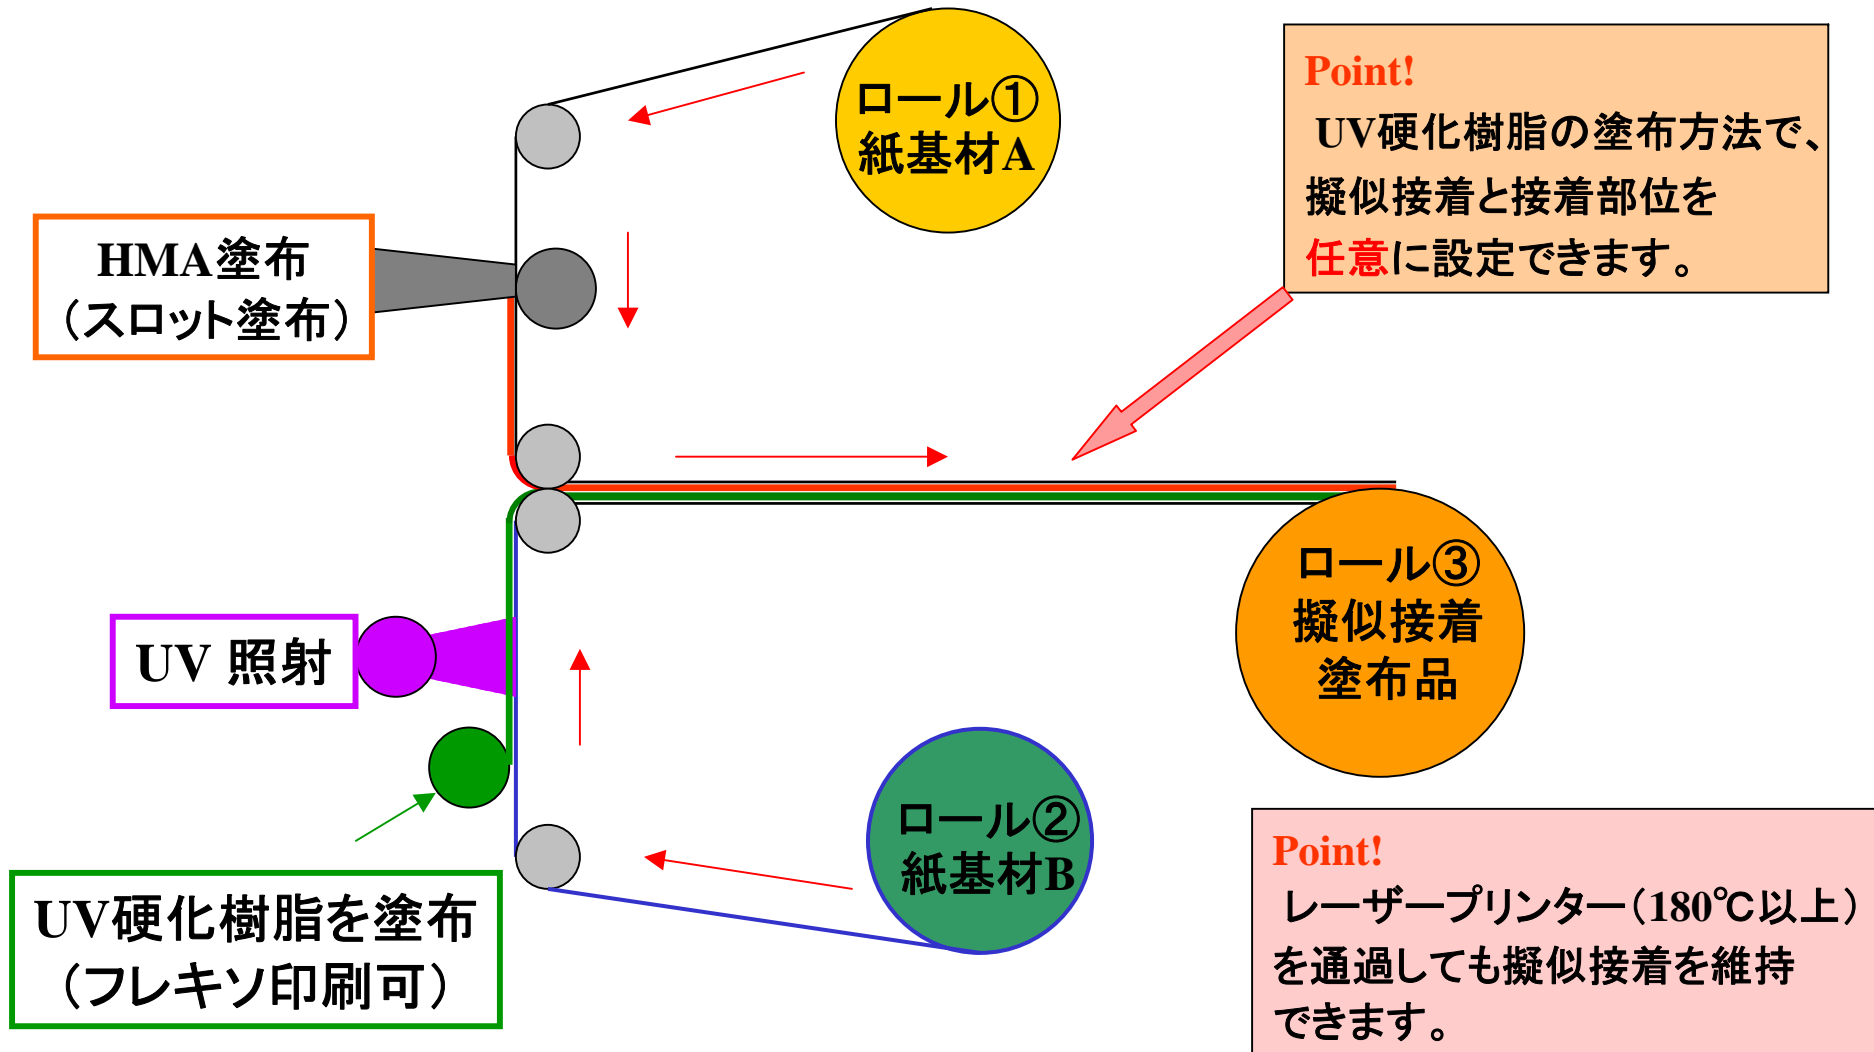 ロール①
紙基材A
Point!
UV硬化樹脂の塗布方法で、
擬似接着と接着部位を
任意に設定できます。
HMA塗布
（スロット塗布）
ロール③
擬似接着
塗布品
UV 照射
ロール②
紙基材B
UV硬化樹脂を塗布
（フレキソ印刷可）
Point!
レーザープリンター（180℃以上）
を通過しても擬似接着を維持
できます。